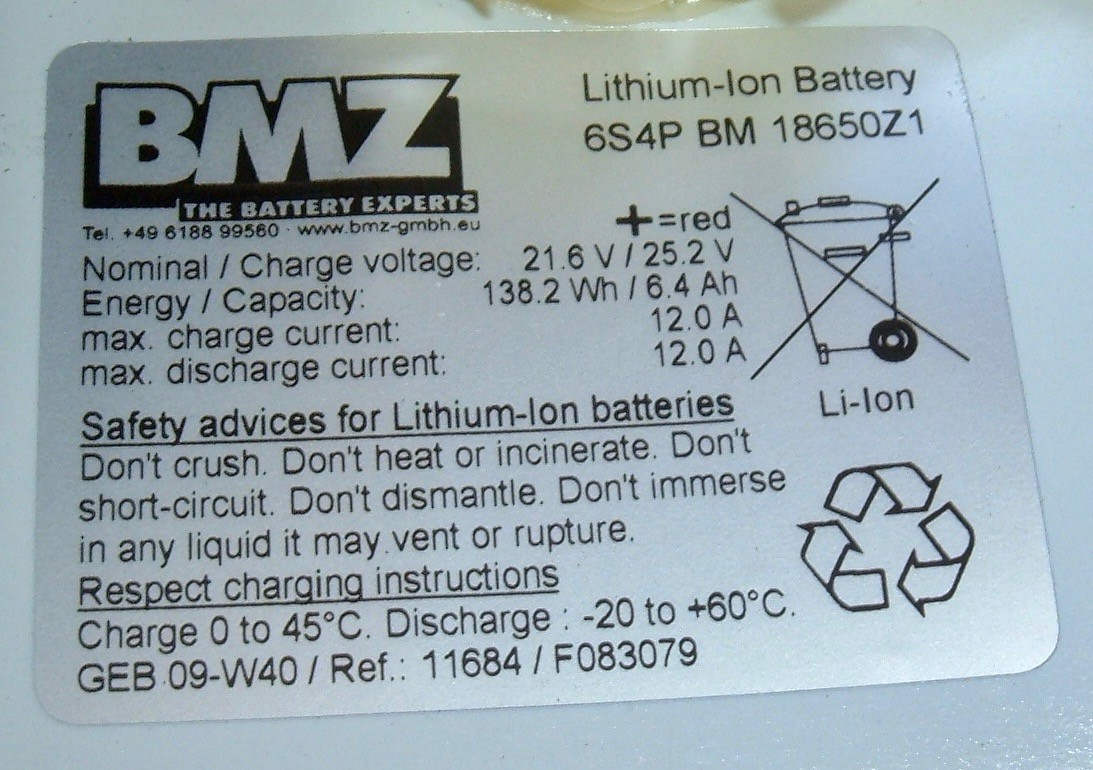 BMZ
THE BATTERY EXPERTS
Tel. +49 6188 99560 · www.bmz-gmbh.eu
Lithium-Ion Battery
6S4P BM 18650Z1
+=red
Nominal / Charge voltage: 21.6 V / 25.2 V
Energy / Capacity: 138.2 Wh / 6.4 Ah
max. charge current: 12.0 A
max. discharge current: 12.0 A
Li-Ion
Safety advices for Lithium-Ion batteries
Don't crush. Don't heat or incinerate. Don't
short-circuit. Don't dismantle. Don't immerse
in any liquid it may vent or rupture.
Respect charging instructions
Charge 0 to 45°C. Discharge : -20 to +60°C.
GEB 09-W40 / Ref.: 11684 / F083079